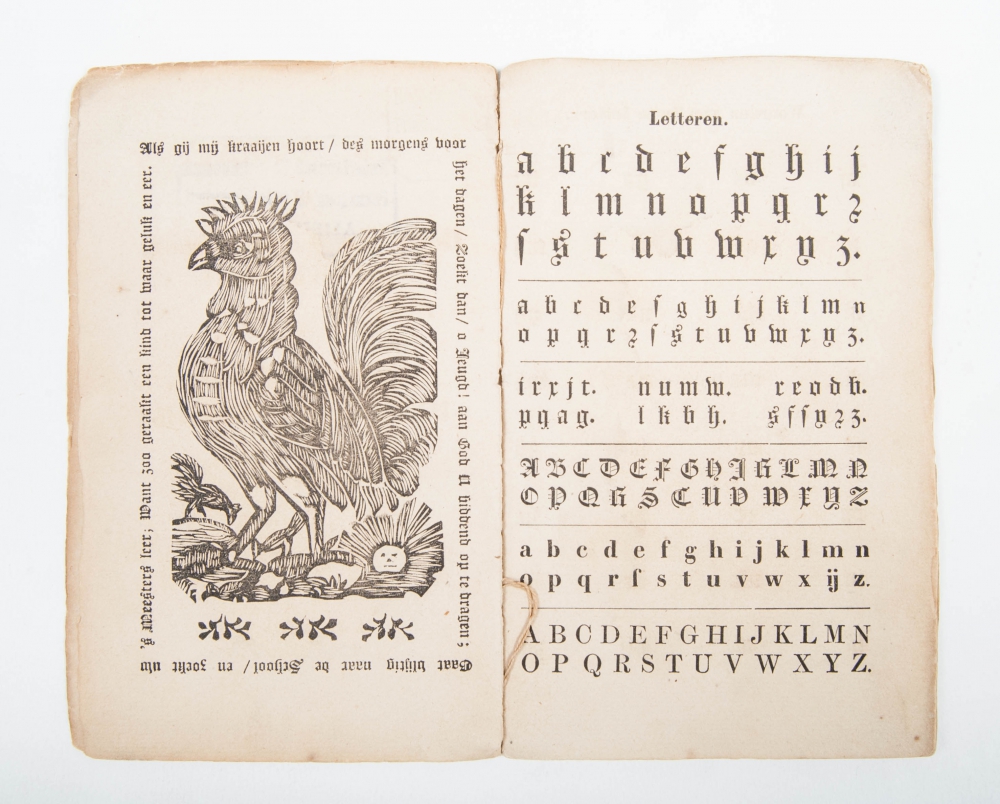 Als gij mij kraaijen hoort / des morgens voor
het dagen / Zoekt dan / o Jeugd! aan God U biddend op te dragen;
Gaat vlijtig naar de School / en zoekt uw
's Meesters leer; Want zoo geraakt een kind tot waar geluk en eer.
Letteren.
a b c d e f g h i j
k l m n o p q r ꝛ
ſ s t u v w x y z.
a b c d e f g h i j k l m n
o p q r ꝛ ſ s t u v w x y z.
i r x j t. n u m w. r e o d b.
p q a g. l k b h. s f ſ y ꝛ z.
A B C D E F G H J K L M N
O P Q R S T U V W X Y Z
a b c d e f g h i j k l m n
o p q r ſ s t u v w x ij z.
A B C D E F G H I J K L M N
O P Q R S T U V W X Y Z.